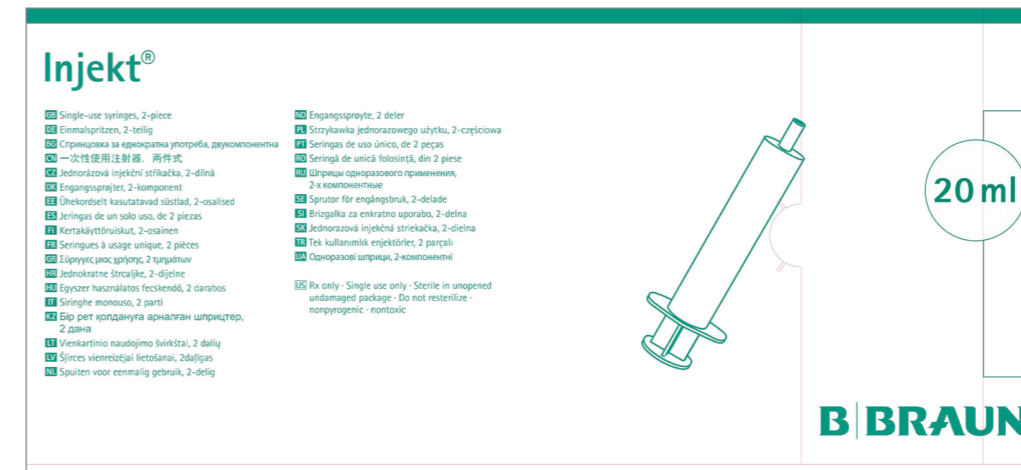 Injekt®
GB Single-use syringes, 2-piece
DE Einmalspritzen, 2-teilig
BG Спринцовка за еднократна употреба, двукомпонентна
CN 一次性使用注射器，两件式
CZ Jednorázová injekční stříkačka, 2-dílná
DK Engangssprøjter, 2-komponent
EE Ühekordselt kasutatavad süstlad, 2-osalised
ES Jeringas de un solo uso, de 2 piezas
FI Kertakäyttöruiskut, 2-osainen
FR Seringues à usage unique, 2 pièces
GR Σύριγγες μιας χρήσης, 2 τμημάτων
HR Jednokratne štrcaljke, 2-dijelne
HU Egyszer használatos fecskendő, 2 darabos
IT Siringhe monouso, 2 parti
KZ Бір рет қолдануға арналған шприцтер,
2 дана
LT Vienkartinio naudojimo švirkštai, 2 dalių
LV Šļirces vienreizējai lietošanai, 2daļīgas
NL Spuiten voor eenmalig gebruik, 2-delig
NO Engangssprøyte, 2 deler
PL Strzykawka jednorazowego użytku, 2-częściowa
PT Seringas de uso único, de 2 peças
RO Seringă de unică folosință, din 2 piese
RU Шприцы одноразового применения,
2-х компонентные
SE Sprutor för engångsbruk, 2-delade
SI Brizgalka za enkratno uporabo, 2-delna
SK Jednorazová injekčná striekačka, 2-dielna
TR Tek kullanımlık enjektörler, 2 parçalı
UA Одноразові шприци, 2-компонентні
US Rx only · Single use only · Sterile in unopened
undamaged package · Do not resterilize ·
nonpyrogenic · nontoxic
20 ml
B|BRAUN